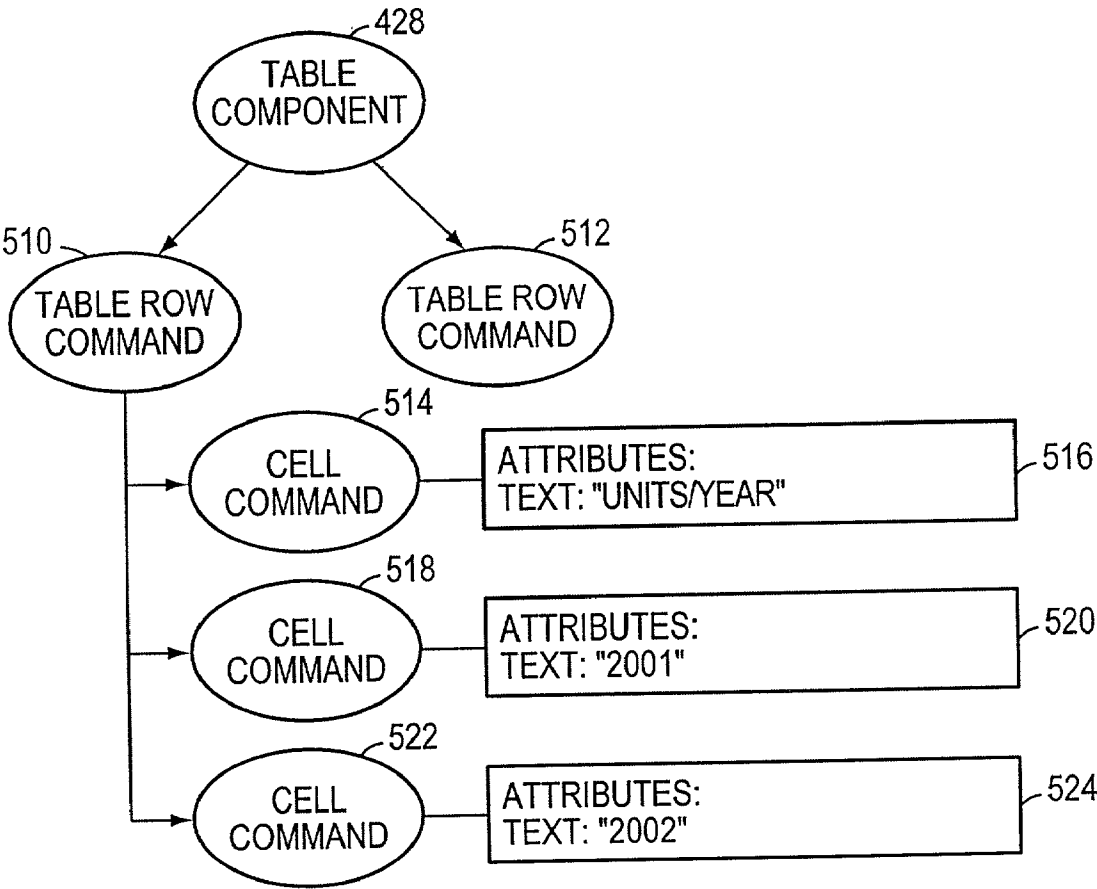 428
TABLE
COMPONENT
510
512
TABLE ROW
COMMAND
TABLE ROW
COMMAND
514
CELL
COMMAND
ATTRIBUTES:
TEXT: "UNITS/YEAR"
516
518
CELL
COMMAND
ATTRIBUTES:
TEXT: "2001"
520
522
CELL
COMMAND
ATTRIBUTES:
TEXT: "2002"
524